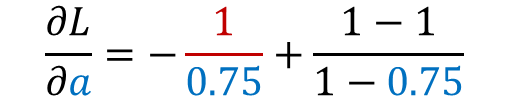 ∂L/∂a = − 1/0.75 + (1 − 1)/(1 − 0.75)